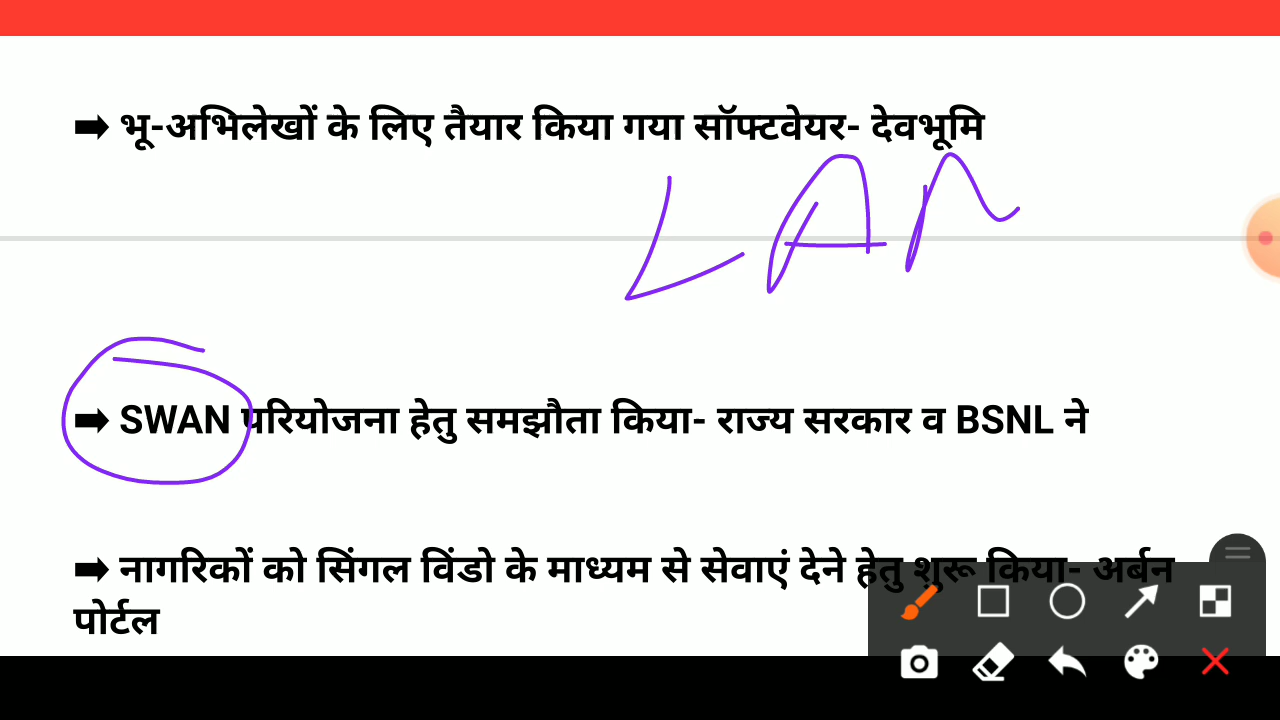 ➡ भू-अभिलेखों के लिए तैयार किया गया सॉफ्टवेयर- देवभूमि
LAN
➡ SWAN परियोजना हेतु समझौता किया- राज्य सरकार व BSNL ने
➡ नागरिकों को सिंगल विंडो के माध्यम से सेवाएं देने हेतु शुरू किया- अर्बन
पोर्टल